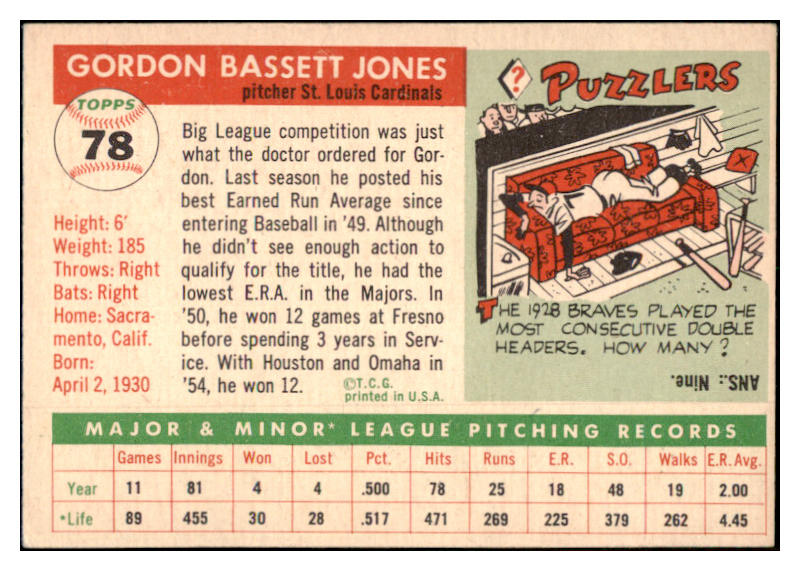 GORDON BASSETT JONES
pitcher St. Louis Cardinals
TOPPS
78
Height: 6'
Weight: 185
Throws: Right
Bats: Right
Home: Sacra-
mento, Calif.
Born:
April 2, 1930
Big League competition was just
what the doctor ordered for Gor-
don. Last season he posted his
best Earned Run Average since
entering Baseball in '49. Although
he didn't see enough action to
qualify for the title, he had the
lowest E.R.A. in the Majors. In
'50, he won 12 games at Fresno
before spending 3 years in Serv-
ice. With Houston and Omaha in
'54, he won 12.
©T.C.G.
printed in U.S.A.
? PUZZLERS
THE 1928 BRAVES PLAYED THE
MOST CONSECUTIVE DOUBLE
HEADERS. HOW MANY?
ANS.: Nine.
MAJOR & MINOR* LEAGUE PITCHING RECORDS
Games Innings Won Lost Pct. Hits Runs E.R. S.O. Walks E.R. Avg.
Year 11 81 4 4 .500 78 25 18 48 19 2.00
*Life 89 455 30 28 .517 471 269 225 379 262 4.45